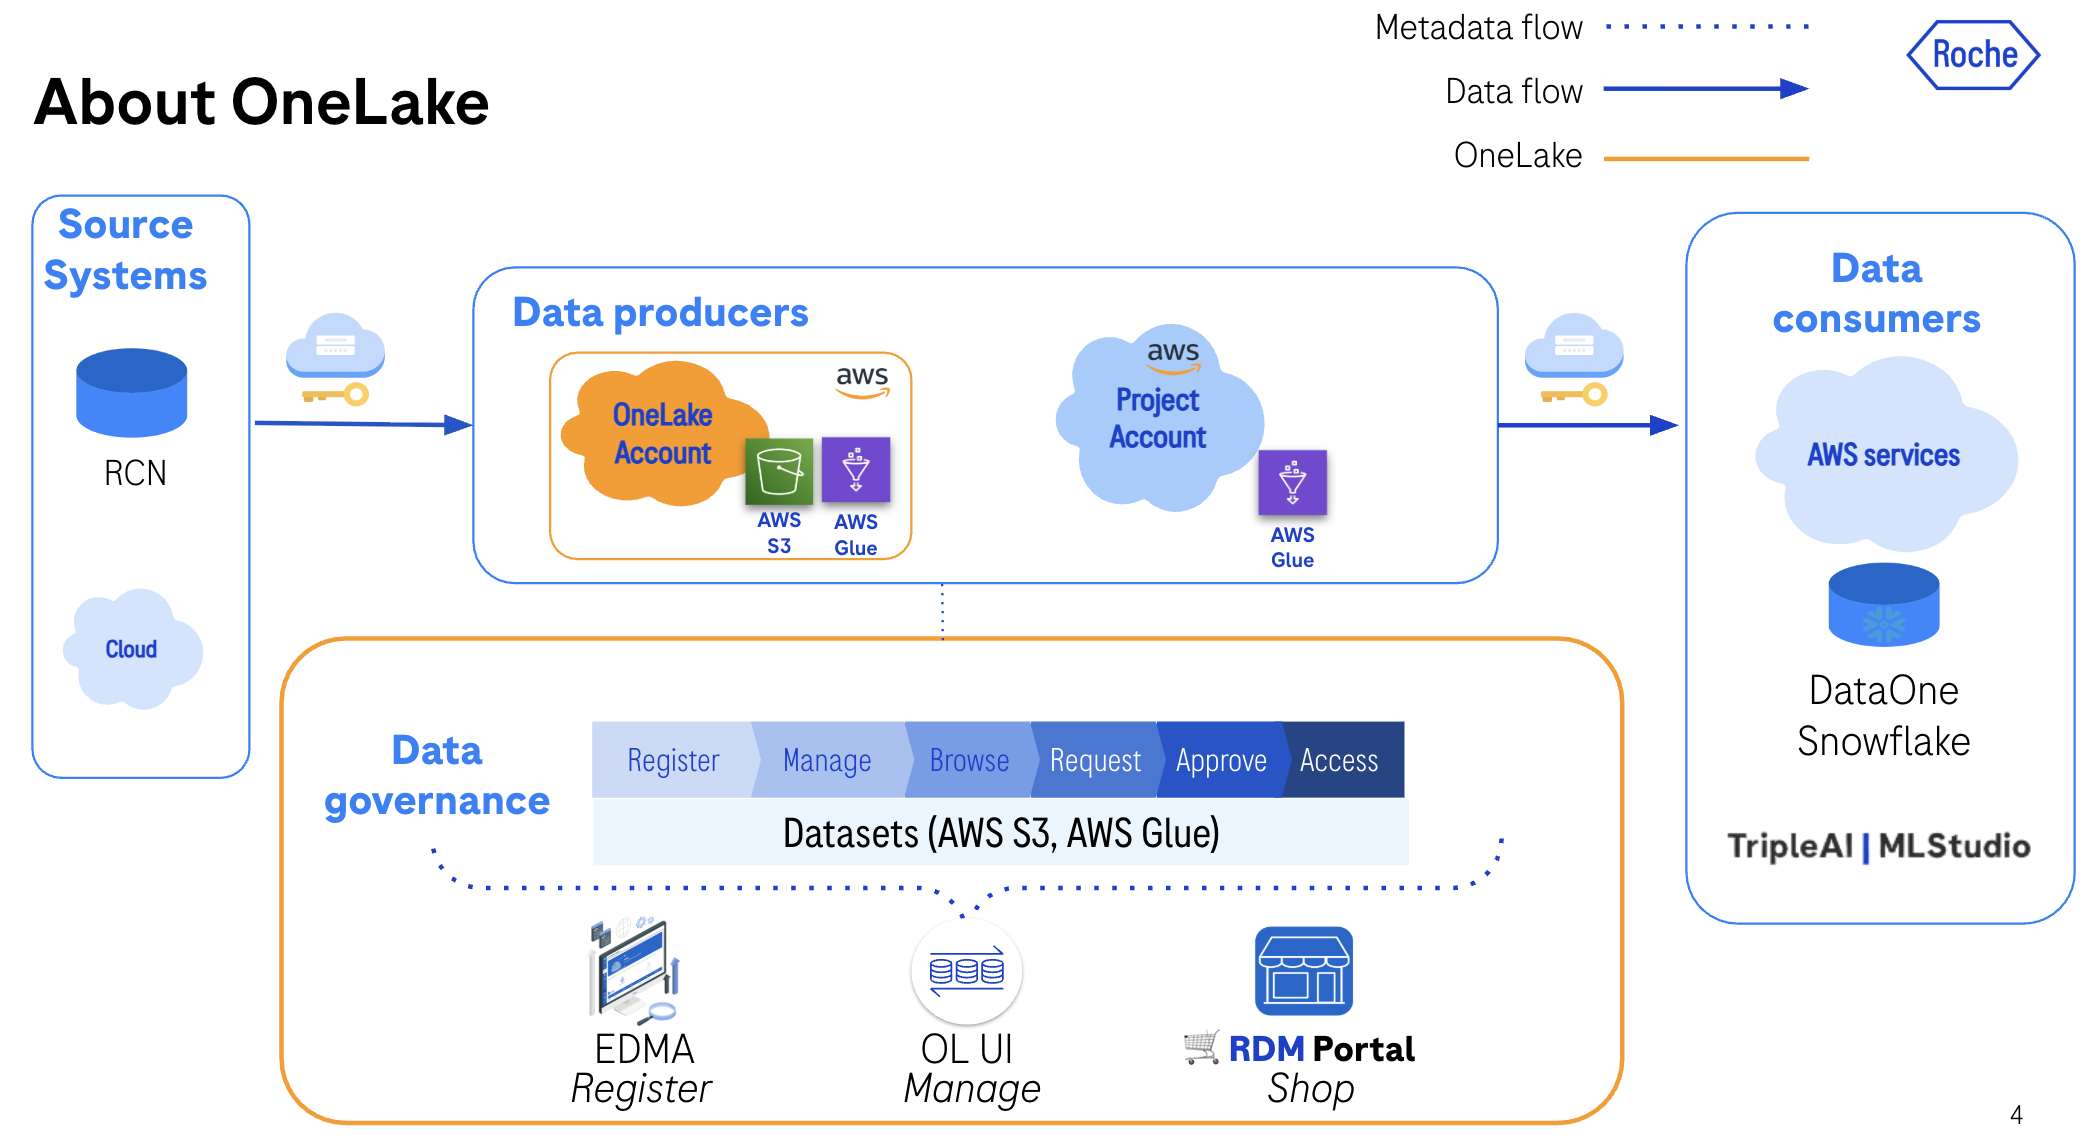 Metadata flow
Data flow
OneLake
Roche
About OneLake
Source
Systems
RCN
Cloud
Data producers
OneLake
Account
aws
AWS
S3
AWS
Glue
aws
Project
Account
AWS
Glue
Data
consumers
AWS services
DataOne
Snowflake
TripleAI | MLStudio
Data
governance
Register
Manage
Browse
Request
Approve
Access
Datasets (AWS S3, AWS Glue)
EDMA
Register
OL UI
Manage
RDM Portal
Shop
4